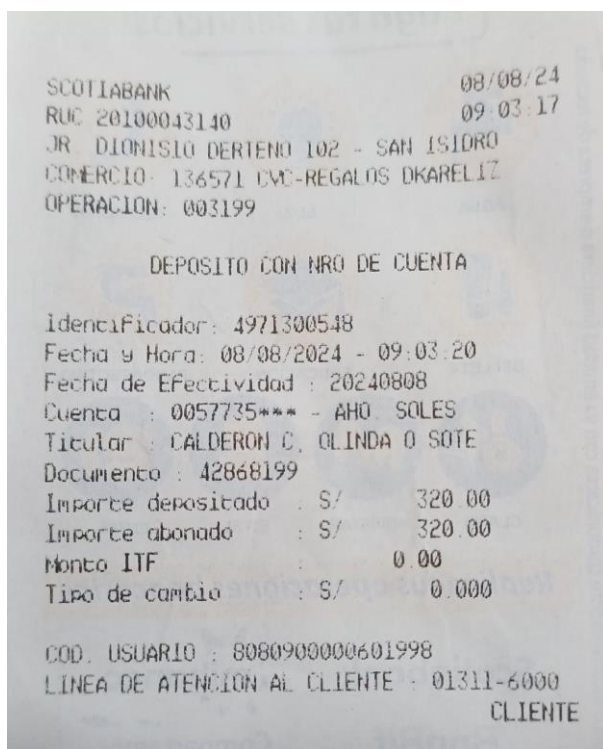 SCOTIABANK 08/08/24
RUC 20100043140 09:03:17
JR DIONISIO DERTENO 102 - SAN ISIDRO
COMERCIO: 136571 CVC-REGALOS DKARELIZ
OPERACION: 003199
DEPOSITO CON NRO DE CUENTA
identificador: 4971300548
Fecha y Hora: 08/08/2024 - 09:03:20
Fecha de Efectividad : 20240808
Cuenta : 0057735*** - AHO. SOLES
Titular : CALDERON C, OLINDA O SOTE
Documento : 42868199
Importe depositado : S/ 320.00
Importe abonado : S/ 320.00
Monto ITF : 0.00
Tipo de cambio : S/ 0.000
COD. USUARIO : 8080900000601998
LINEA DE ATENCION AL CLIENTE : 01311-6000
CLIENTE